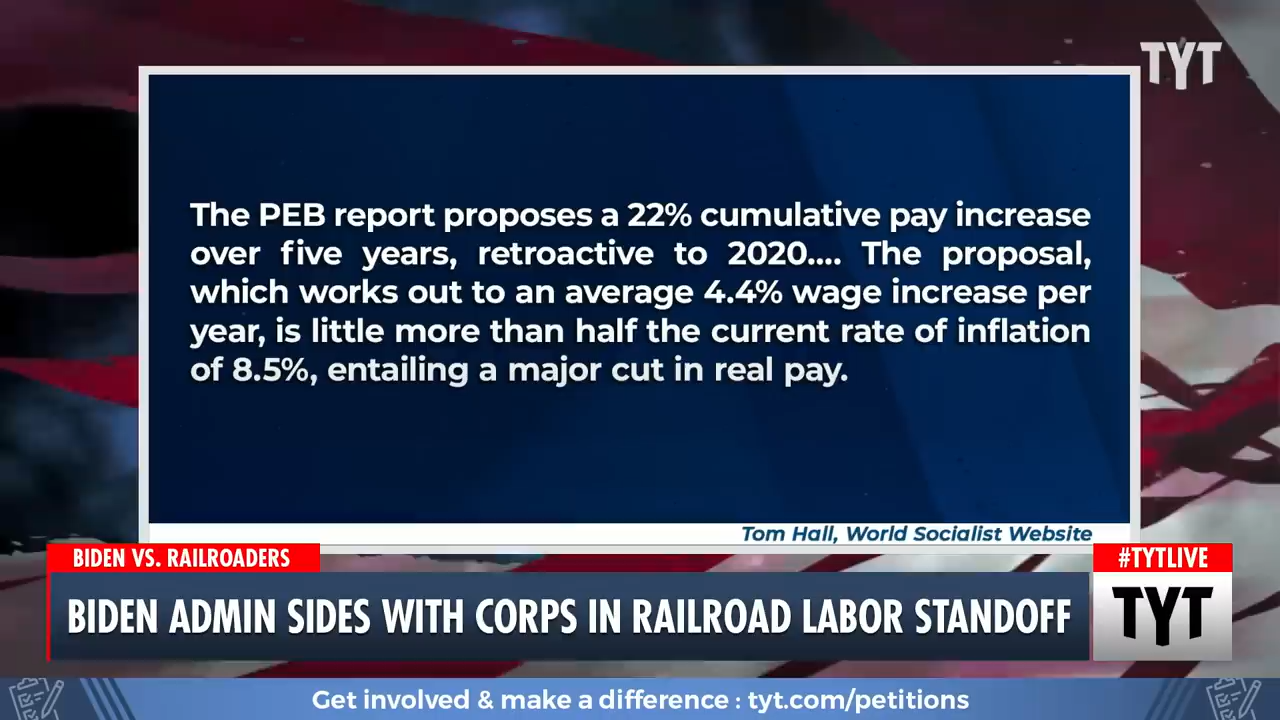 TYT
The PEB report proposes a 22% cumulative pay increase
over five years, retroactive to 2020.... The proposal,
which works out to an average 4.4% wage increase per
year, is little more than half the current rate of inflation
of 8.5%, entailing a major cut in real pay.
Tom Hall, World Socialist Website
BIDEN VS. RAILROADERS
#TYTLIVE
BIDEN ADMIN SIDES WITH CORPS IN RAILROAD LABOR STANDOFF
TYT
Get involved & make a difference : tyt.com/petitions